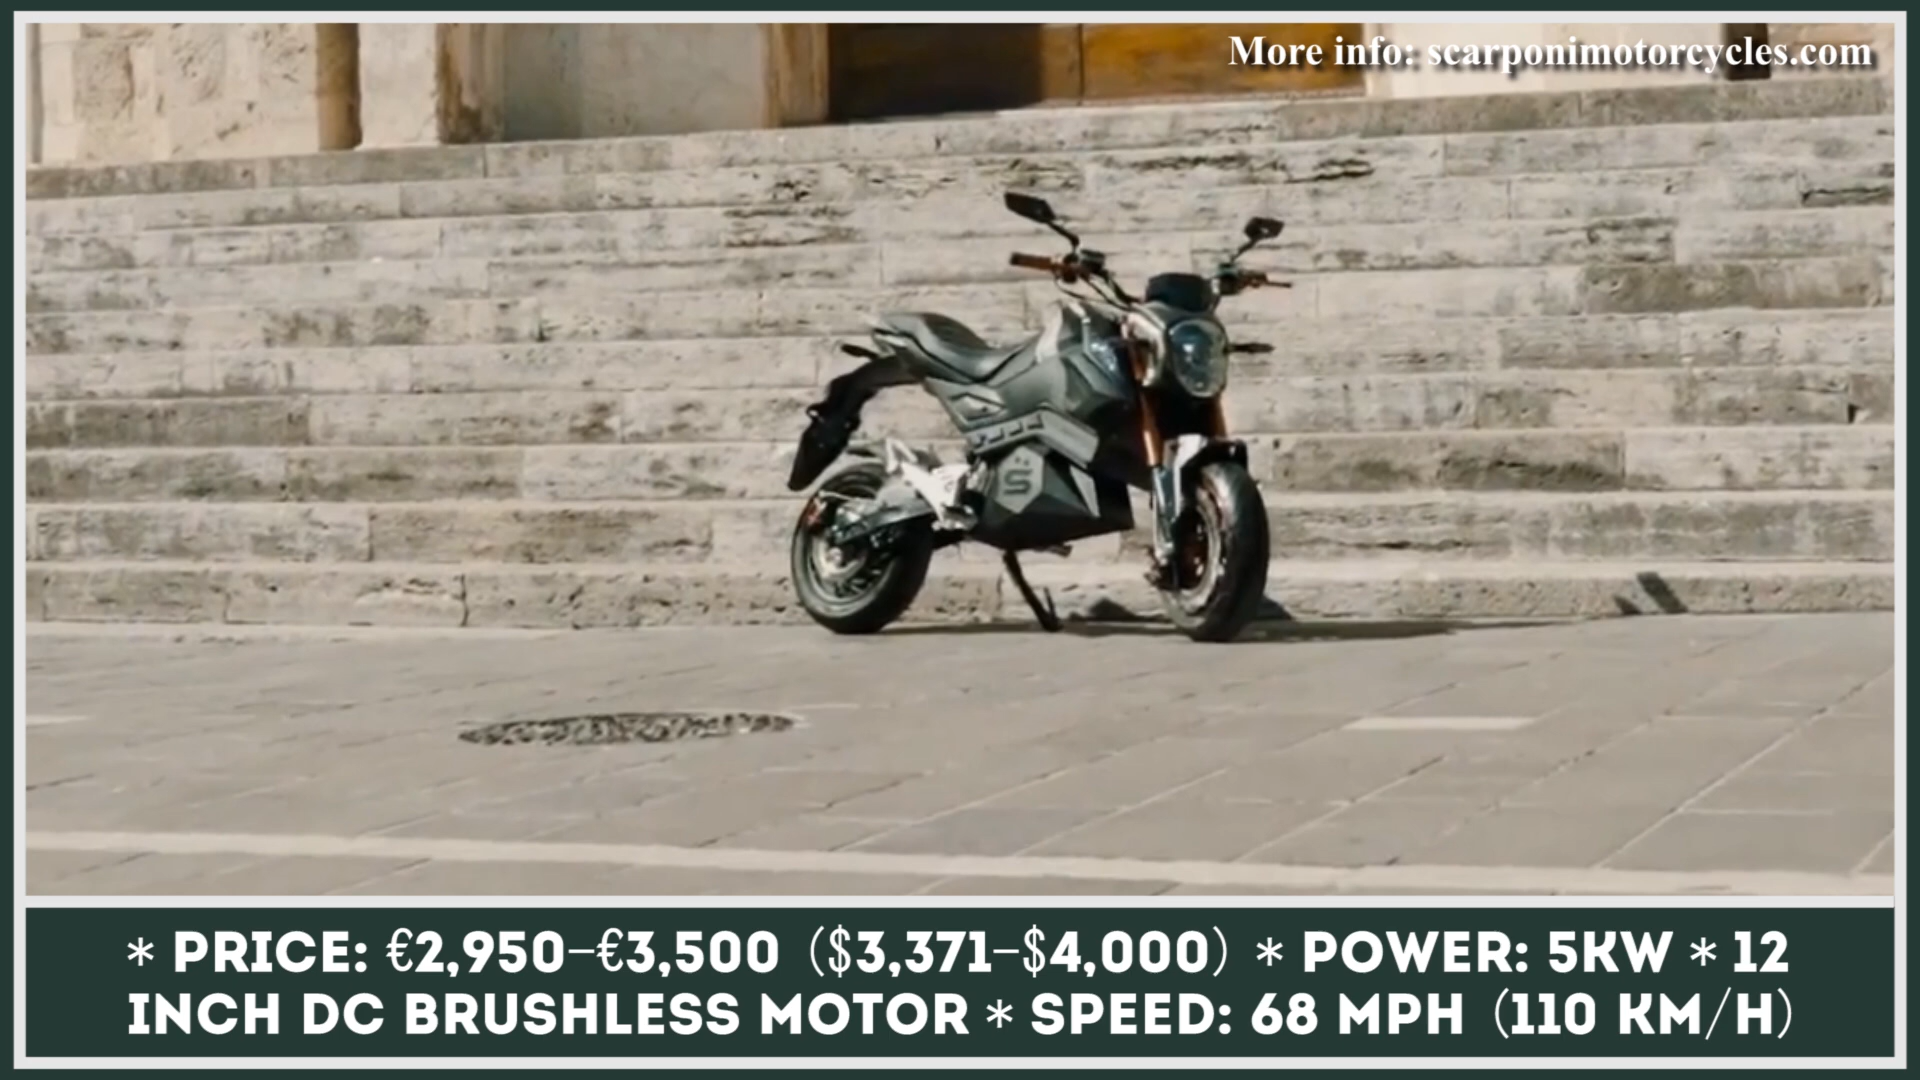 More info: scarponimotorcycles.com
S
* PRICE: €2,950–€3,500 ($3,371–$4,000) * POWER: 5KW * 12
INCH DC BRUSHLESS MOTOR * SPEED: 68 MPH (110 KM/H)